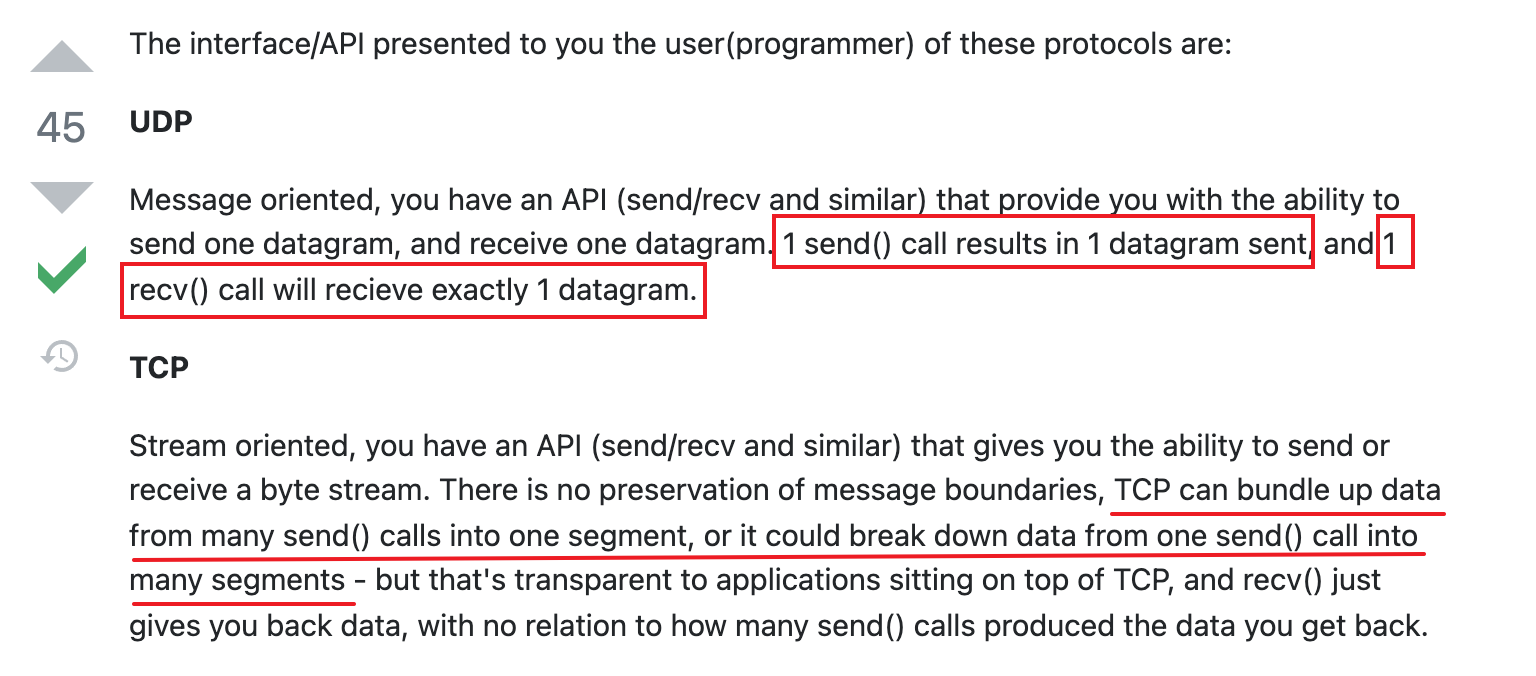 The interface/API presented to you the user(programmer) of these protocols are:
45
UDP
Message oriented, you have an API (send/recv and similar) that provide you with the ability to
send one datagram, and receive one datagram. 1 send() call results in 1 datagram sent, and 1
recv() call will recieve exactly 1 datagram.
TCP
Stream oriented, you have an API (send/recv and similar) that gives you the ability to send or
receive a byte stream. There is no preservation of message boundaries, TCP can bundle up data
from many send() calls into one segment, or it could break down data from one send() call into
many segments - but that's transparent to applications sitting on top of TCP, and recv() just
gives you back data, with no relation to how many send() calls produced the data you get back.